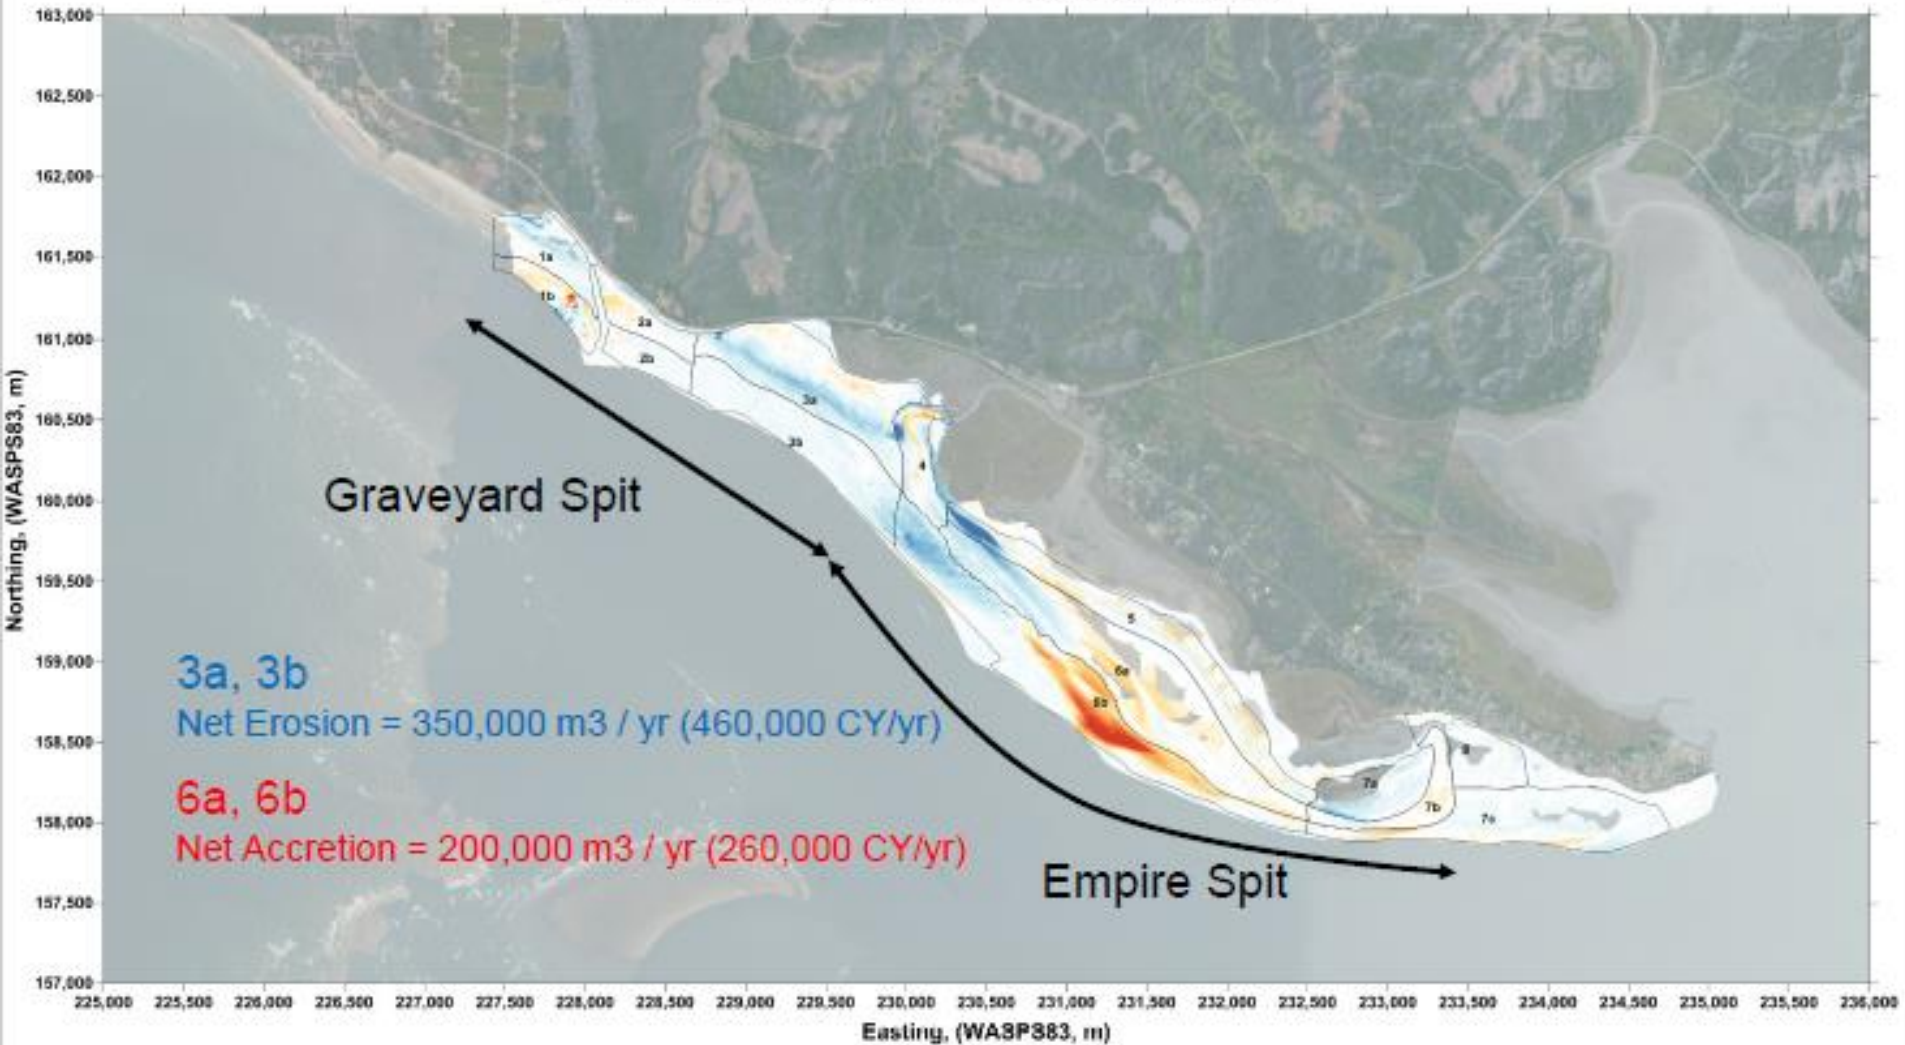 163,000
162,500
162,000
161,500
161,000
160,500
160,000
159,500
159,000
158,500
158,000
157,500
157,000
Northing, (WASPS83, m)
1a
1b
2a
2b
3a
3b
4
5
6a
6b
7a
7b
7c
8
Graveyard Spit
3a, 3b
Net Erosion = 350,000 m3 / yr (460,000 CY/yr)
6a, 6b
Net Accretion = 200,000 m3 / yr (260,000 CY/yr)
Empire Spit
225,000 225,500 226,000 226,500 227,000 227,500 228,000 228,500 229,000 229,500 230,000 230,500 231,000 231,500 232,000 232,500 233,000 233,500 234,000 234,500 235,000 235,500 236,000
Easting, (WASPS83, m)